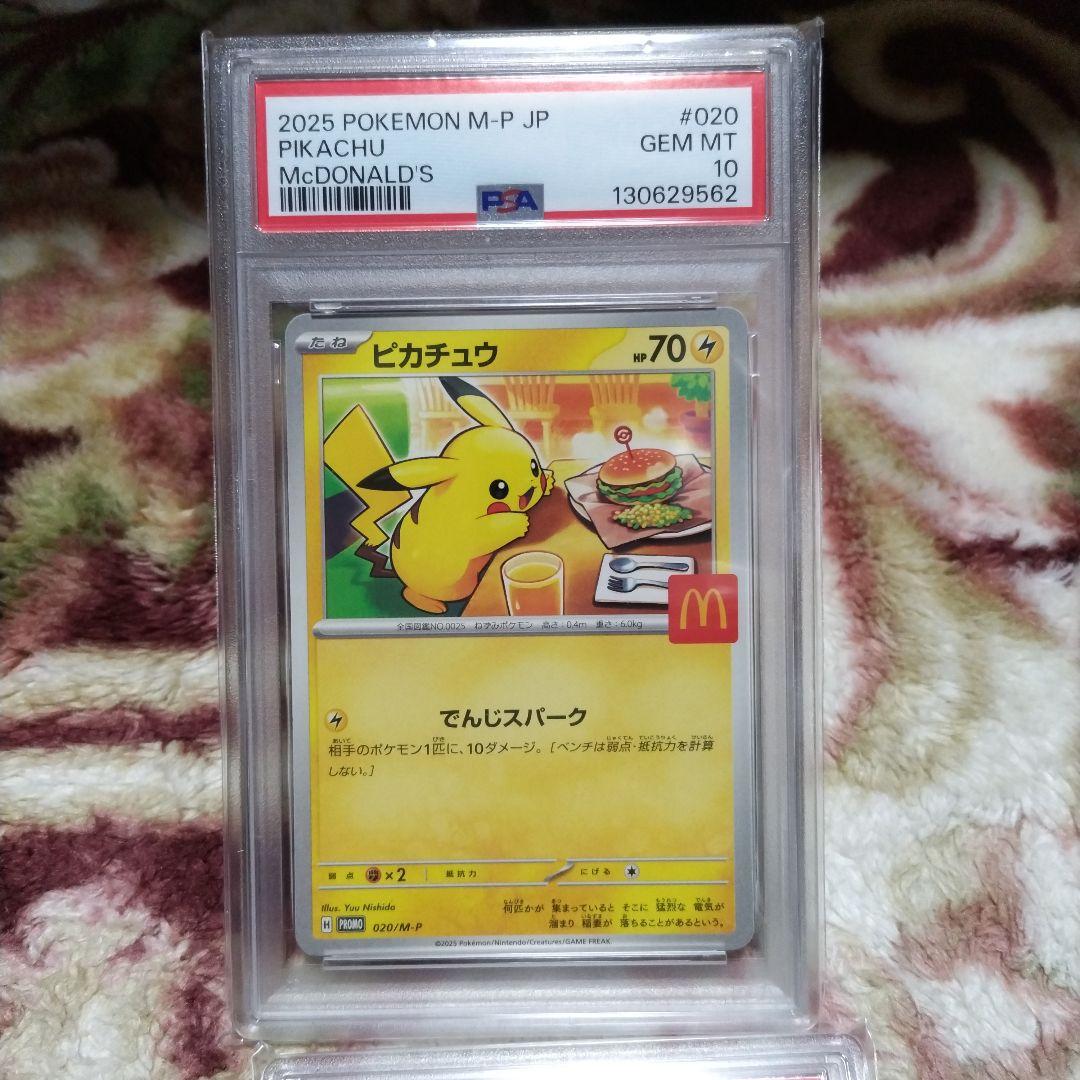 2025 POKEMON M-P JP
#020
PIKACHU
GEM MT
McDONALD'S
10
PSA
130629562
たね
ピカチュウ
HP70
全国図鑑NO.0025 ねずみポケモン 高さ:0.4m 重さ:6.0kg
でんじスパーク
相手のポケモン1匹に、10ダメージ。[ベンチは弱点・抵抗力を計算
しない。]
弱点 ×2 抵抗力 にげる
Illus. Yuu Nishida
何匹かが 集まっていると そこに 猛烈な 電気が
溜まり 稲妻が 落ちることがあるという。
H PROMO 020/M-P
©2025 Pokémon/Nintendo/Creatures/GAME FREAK.